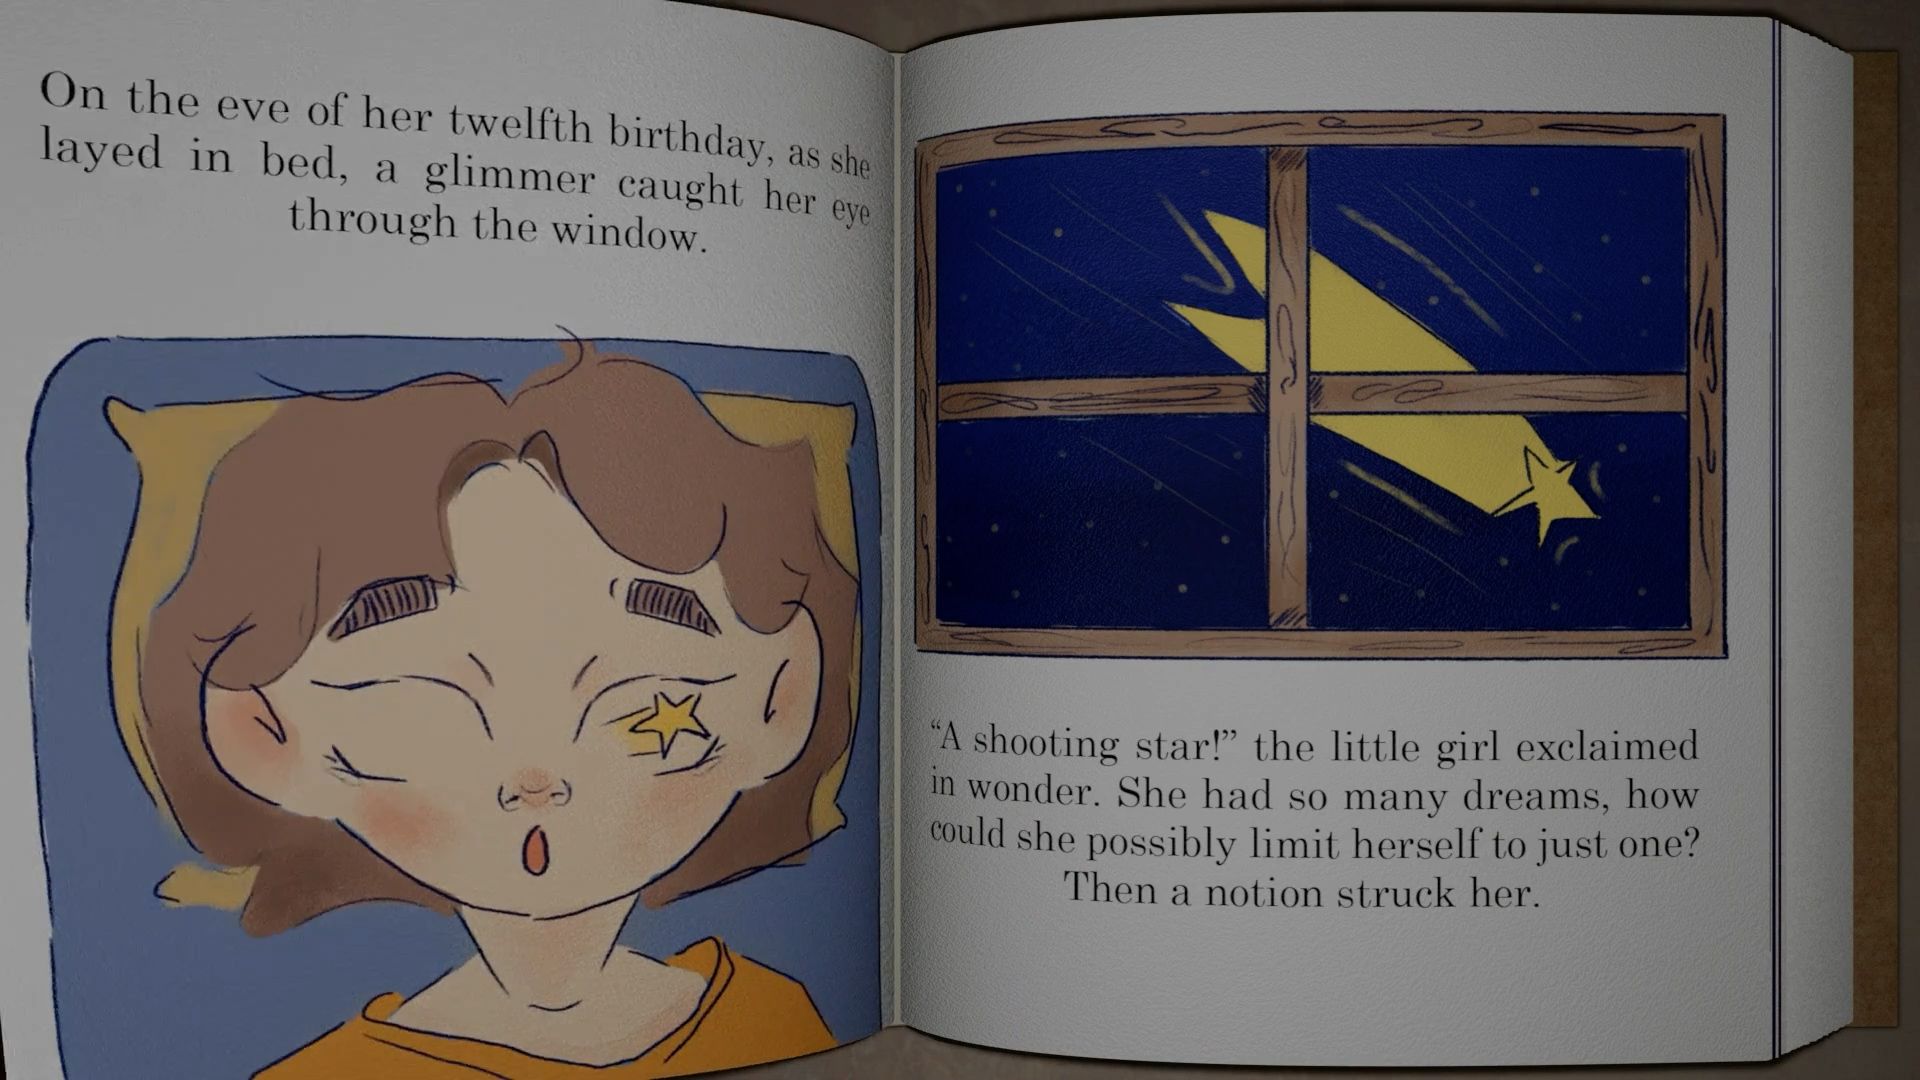 On the eve of her twelfth birthday, as she
layed in bed, a glimmer caught her eye
through the window.
“A shooting star!” the little girl exclaimed
in wonder. She had so many dreams, how
could she possibly limit herself to just one?
Then a notion struck her.